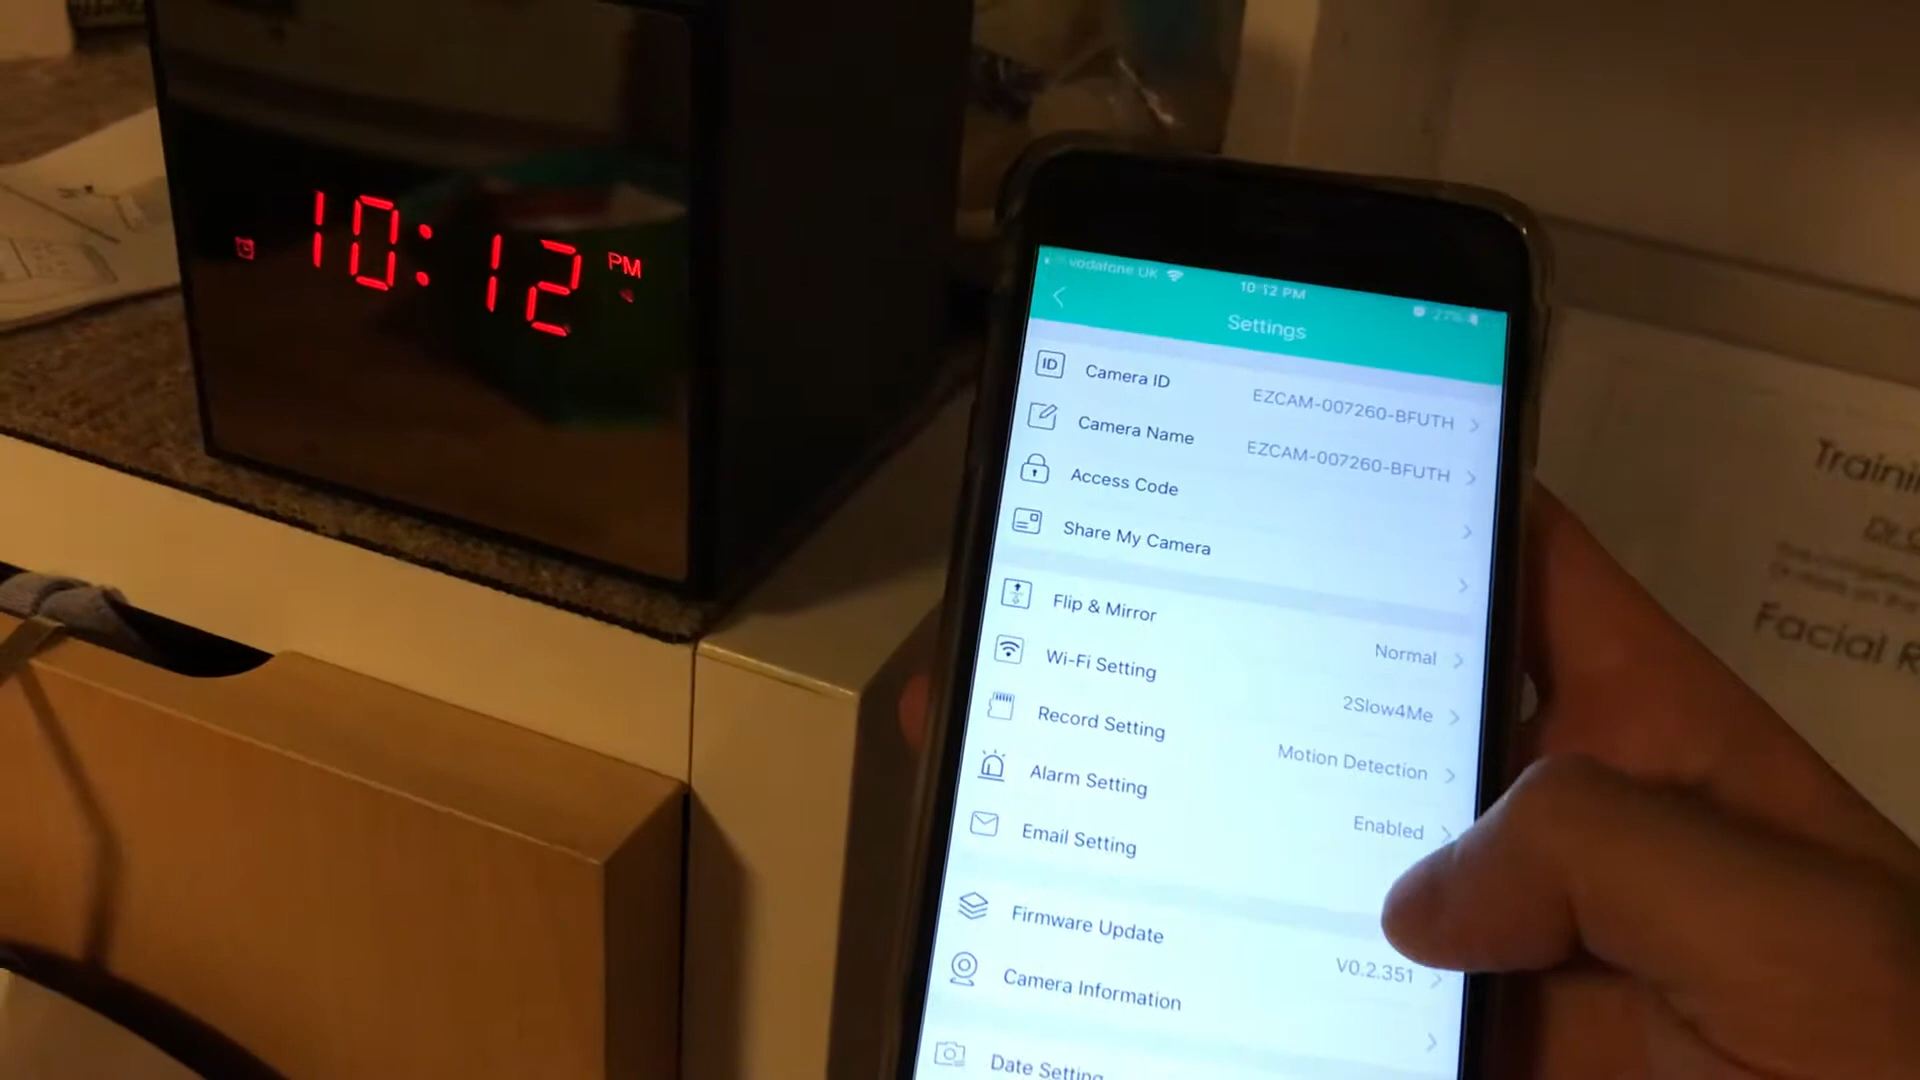 10:12 PM
vodafone UK
10:12 PM
Settings
Camera ID EZCAM-007260-BFUTH
Camera Name EZCAM-007260-BFUTH
Access Code
Share My Camera
Flip & Mirror Normal
Wi-Fi Setting 2Slow4Me
Record Setting Motion Detection
Alarm Setting Enabled
Email Setting
Firmware Update V0.2.351
Camera Information
Date Setting
Facial